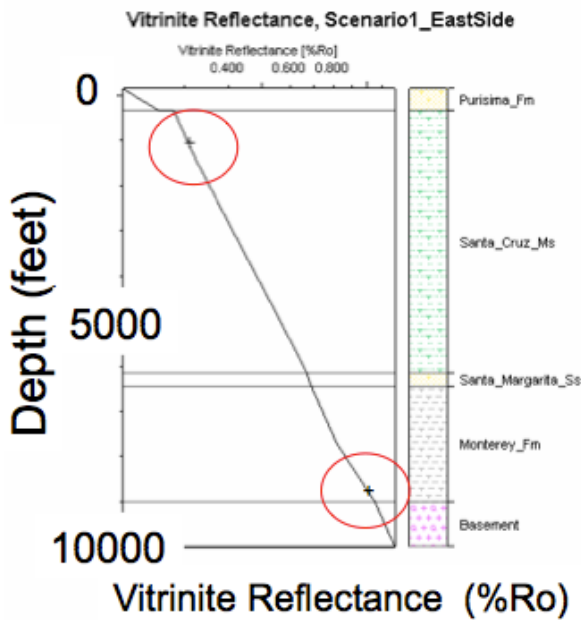 Vitrinite Reflectance, Scenario1_EastSide
Vitrinite Reflectance [%Ro]
0.400 0.600 0.800
0
Purisima_Fm
Santa_Cruz_Ms
Depth (feet)
5000
Santa_Margarita_Ss
Monterey_Fm
Basement
10000
Vitrinite Reflectance (%Ro)